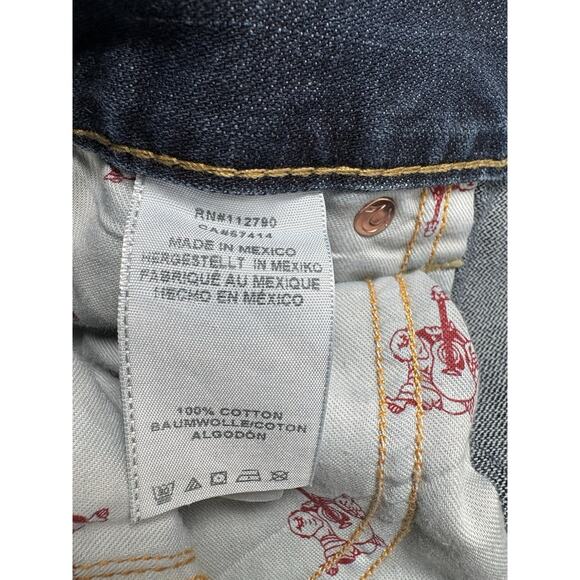 RN#112790
CA#57414
MADE IN MEXICO
HERGESTELLT IN MEXIKO
FABRIQUÉ AU MEXIQUE
HECHO EN MÉXICO
100% COTTON
BAUMWOLLE/COTON
ALGODÓN